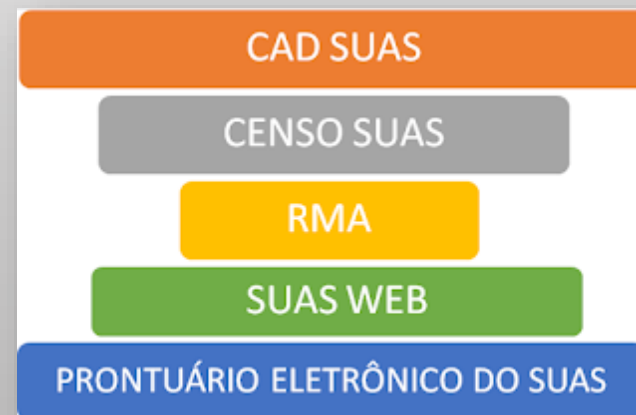 CAD SUAS
CENSO SUAS
RMA
SUAS WEB
PRONTUÁRIO ELETRÔNICO DO SUAS